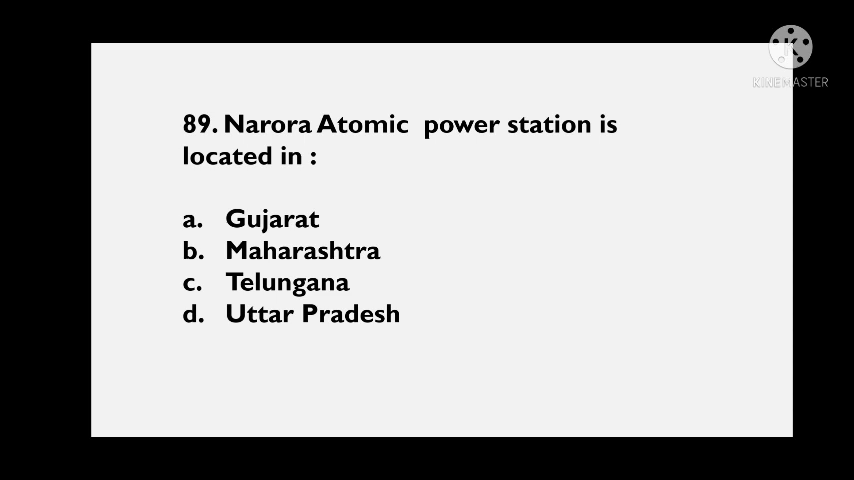 KINEMASTER
89. Narora Atomic power station is
located in :
a. Gujarat
b. Maharashtra
c. Telungana
d. Uttar Pradesh